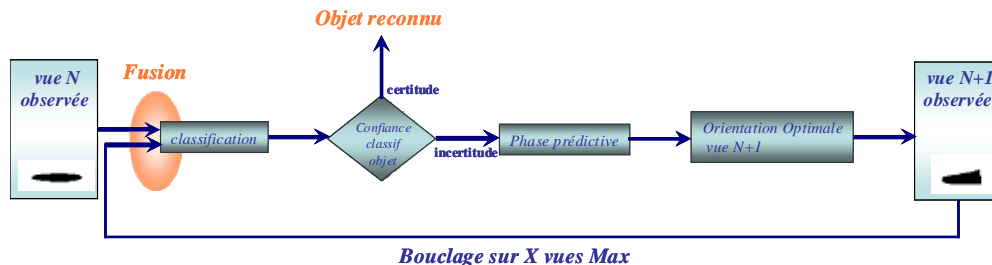 Objet reconnu
vue N
observée
Fusion
classification
certitude
Confiance
classif
objet
incertitude
Phase prédictive
Orientation Optimale
vue N+1
vue N+1
observée
Bouclage sur X vues Max